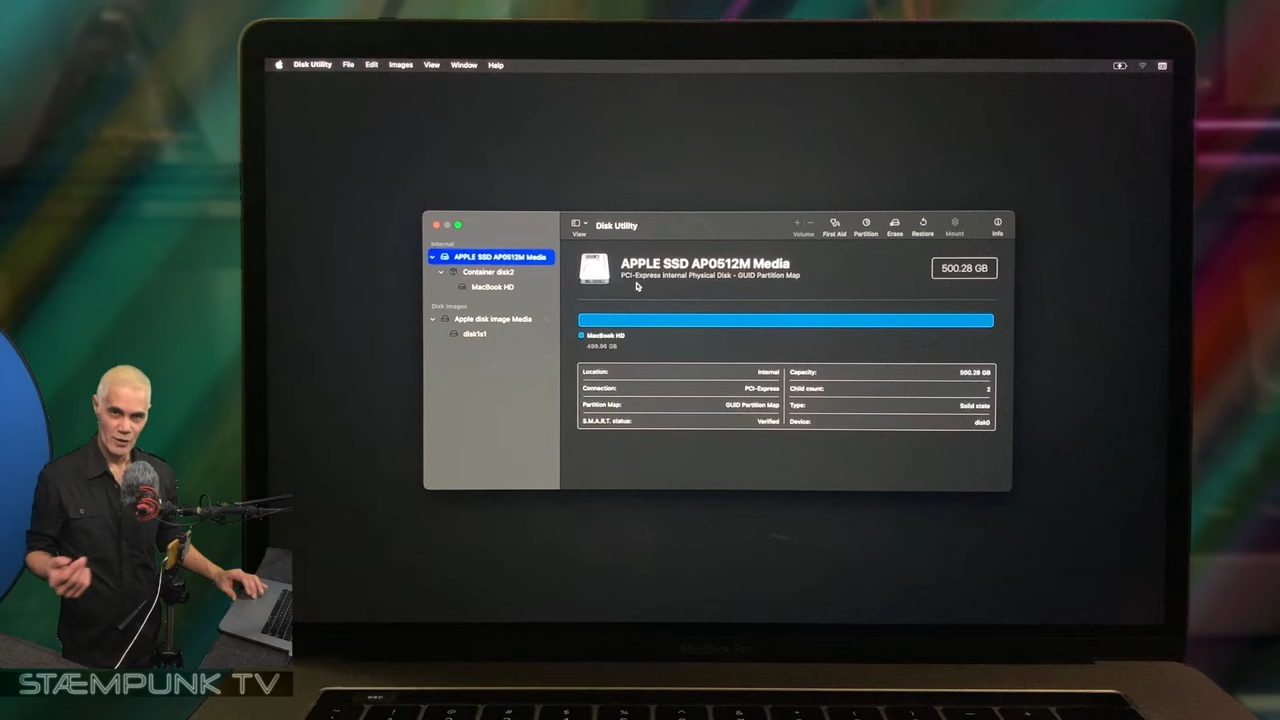 Disk Utility File Edit Images View Window Help
View
Disk Utility
Volume First Aid Partition Erase Restore Mount Info
Internal
APPLE SSD AP0512M Media
Container disk2
MacBook HD
Disk Images
Apple disk image Media
disk1s1
APPLE SSD AP0512M Media
PCI-Express Internal Physical Disk • GUID Partition Map
500.28 GB
MacBook HD
499.96 GB
Location: Internal
Capacity: 500.28 GB
Connection: PCI-Express
Child count: 2
Partition Map: GUID Partition Map
Type: Solid state
S.M.A.R.T. status: Verified
Device: disk0
MacBook Pro
esc
STÆMPUNK TV